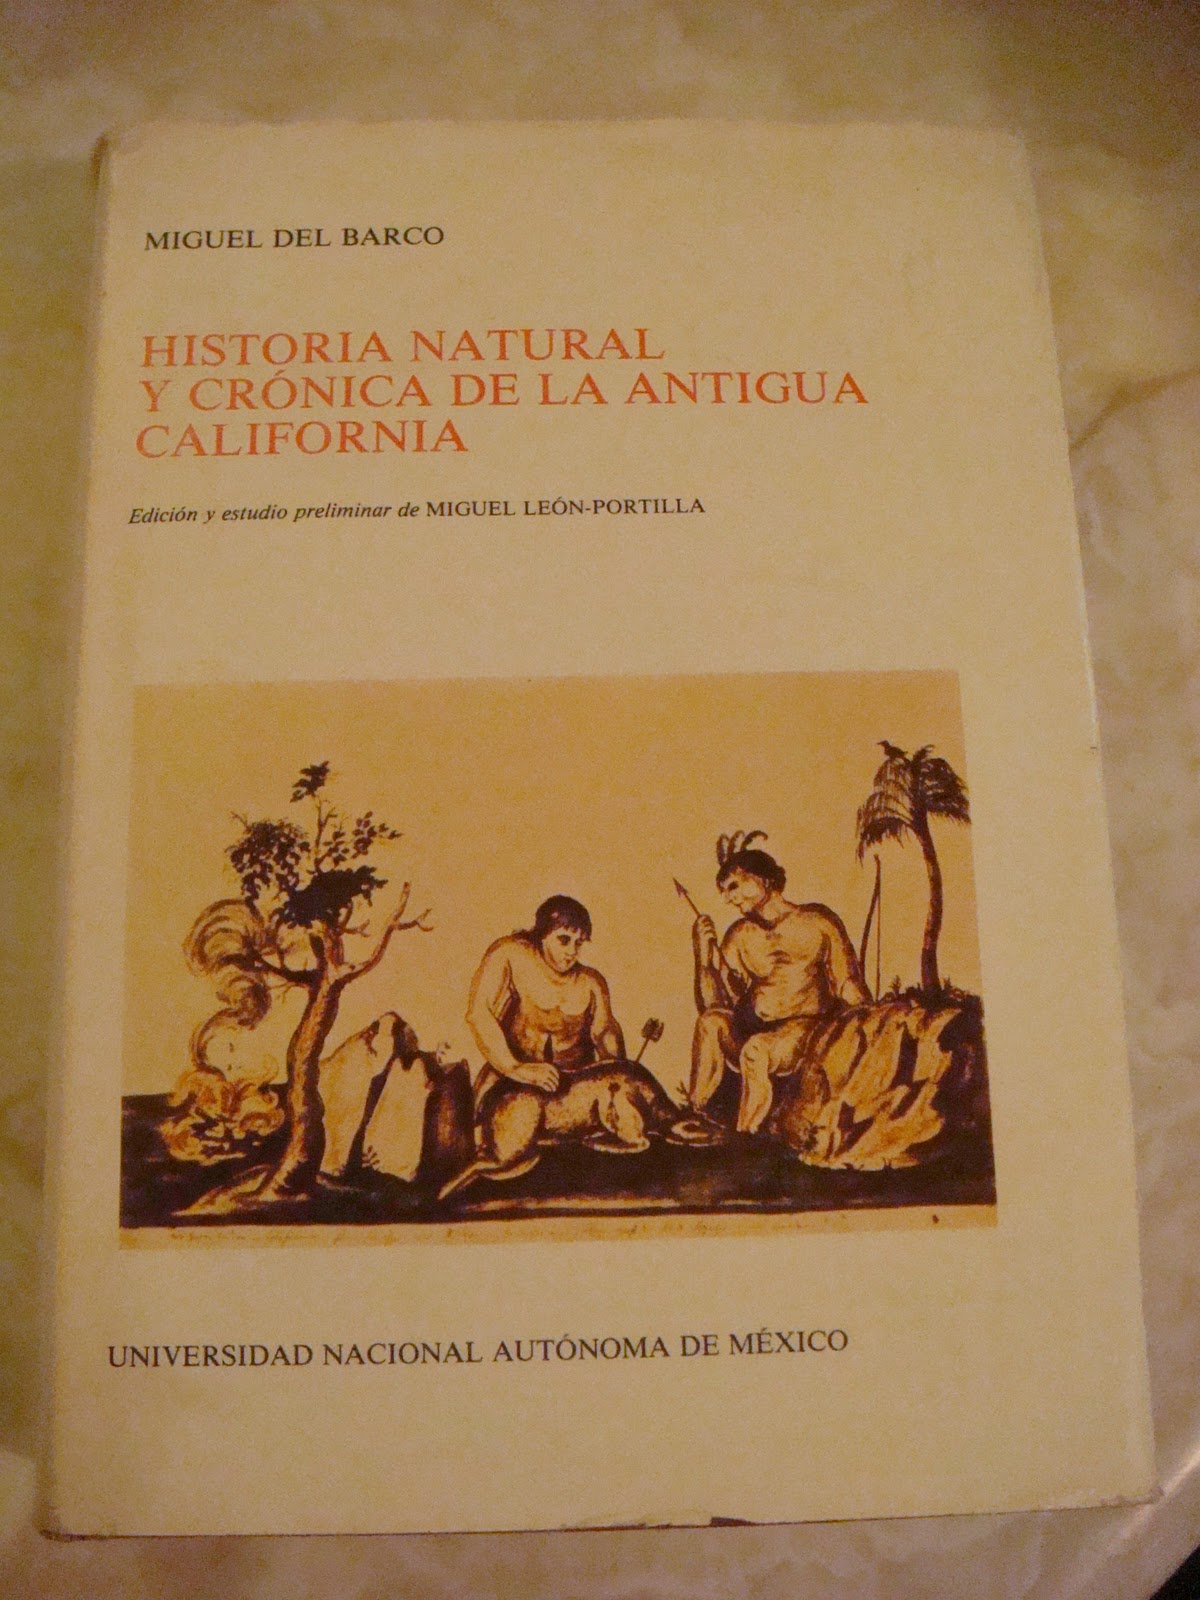 MIGUEL DEL BARCO
HISTORIA NATURAL
Y CRÓNICA DE LA ANTIGUA
CALIFORNIA
Edición y estudio preliminar de MIGUEL LEÓN-PORTILLA
UNIVERSIDAD NACIONAL AUTÓNOMA DE MÉXICO